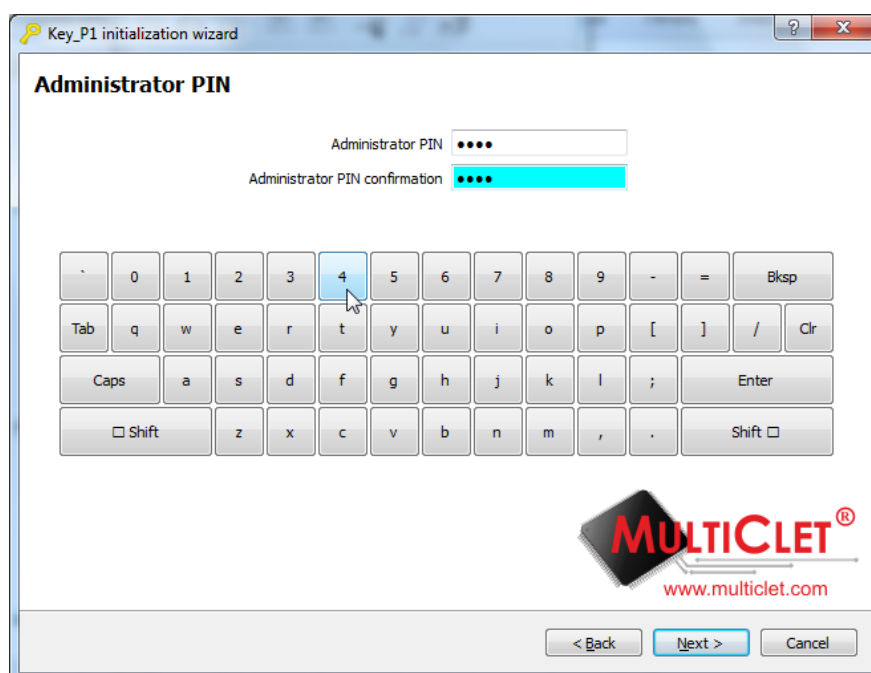 Key_P1 initialization wizard
Administrator PIN
Administrator PIN ●●●●
Administrator PIN confirmation ●●●●
` 0 1 2 3 4 5 6 7 8 9 - = Bksp
Tab q w e r t y u i o p [ ] / Clr
Caps a s d f g h j k l ; Enter
□ Shift z x c v b n m , . Shift □
MULTICLET®
www.multiclet.com
< Back Next > Cancel